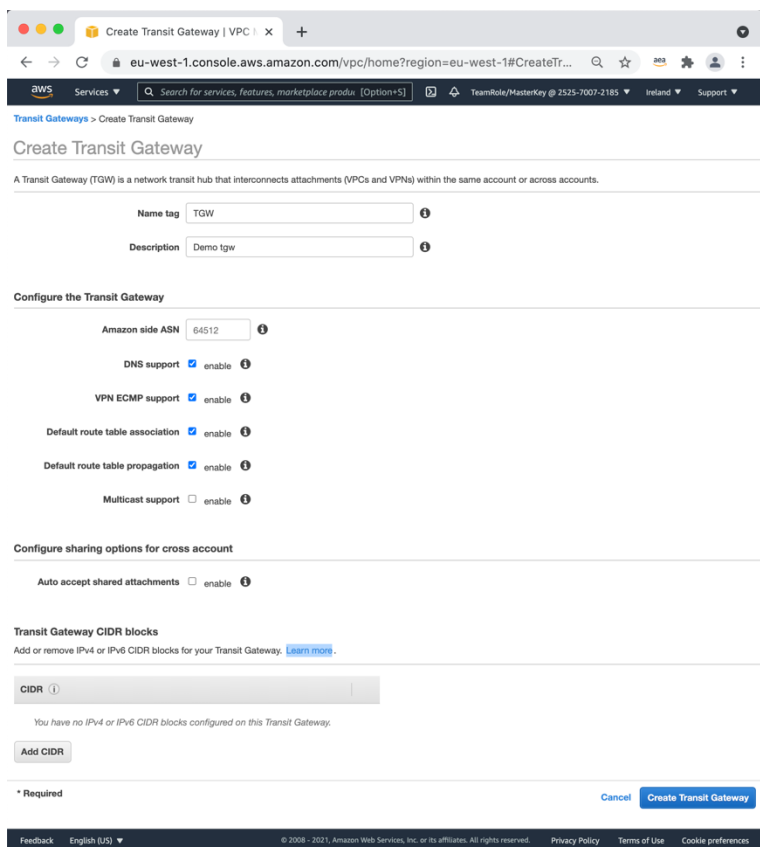 Create Transit Gateway | VPC
eu-west-1.console.aws.amazon.com/vpc/home?region=eu-west-1#CreateTr...
aea
aws
Services ▼
Search for services, features, marketplace produc [Option+S]
TeamRole/MasterKey @ 2525-7007-2185 ▼
Ireland ▼
Support ▼
Transit Gateways > Create Transit Gateway
Create Transit Gateway
A Transit Gateway (TGW) is a network transit hub that interconnects attachments (VPCs and VPNs) within the same account or across accounts.
Name tag TGW
Description Demo tgw
Configure the Transit Gateway
Amazon side ASN 64512
DNS support enable
VPN ECMP support enable
Default route table association enable
Default route table propagation enable
Multicast support enable
Configure sharing options for cross account
Auto accept shared attachments enable
Transit Gateway CIDR blocks
Add or remove IPv4 or IPv6 CIDR blocks for your Transit Gateway. Learn more.
CIDR
You have no IPv4 or IPv6 CIDR blocks configured on this Transit Gateway.
Add CIDR
* Required
Cancel
Create Transit Gateway
Feedback
English (US) ▼
© 2008 - 2021, Amazon Web Services, Inc. or its affiliates. All rights reserved.
Privacy Policy
Terms of Use
Cookie preferences